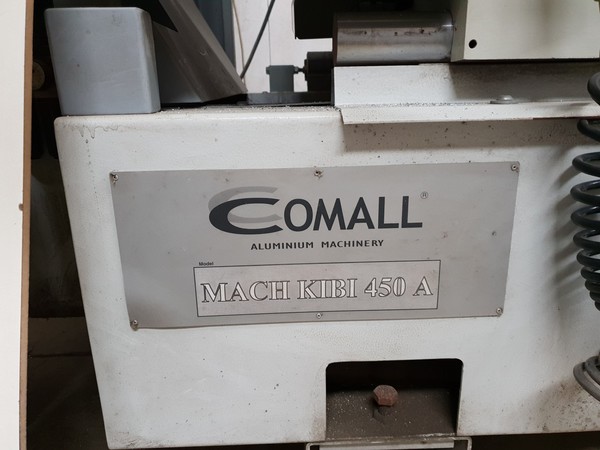 COMALL®
ALUMINIUM MACHINERY
Model
MACH KIBI 450 A